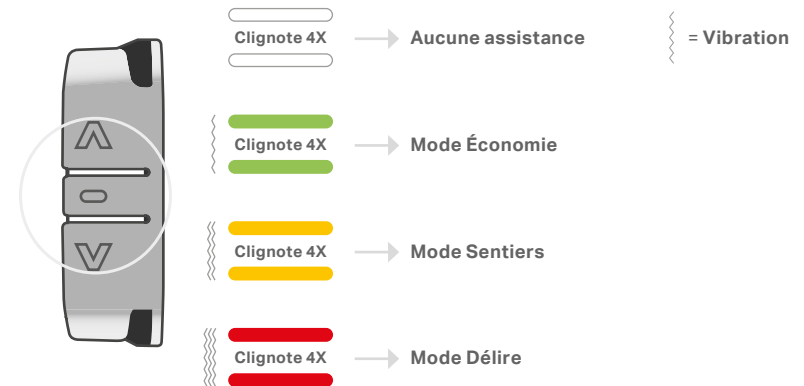 Clignote 4X Aucune assistance = Vibration
Clignote 4X Mode Économie
Clignote 4X Mode Sentiers
Clignote 4X Mode Délire